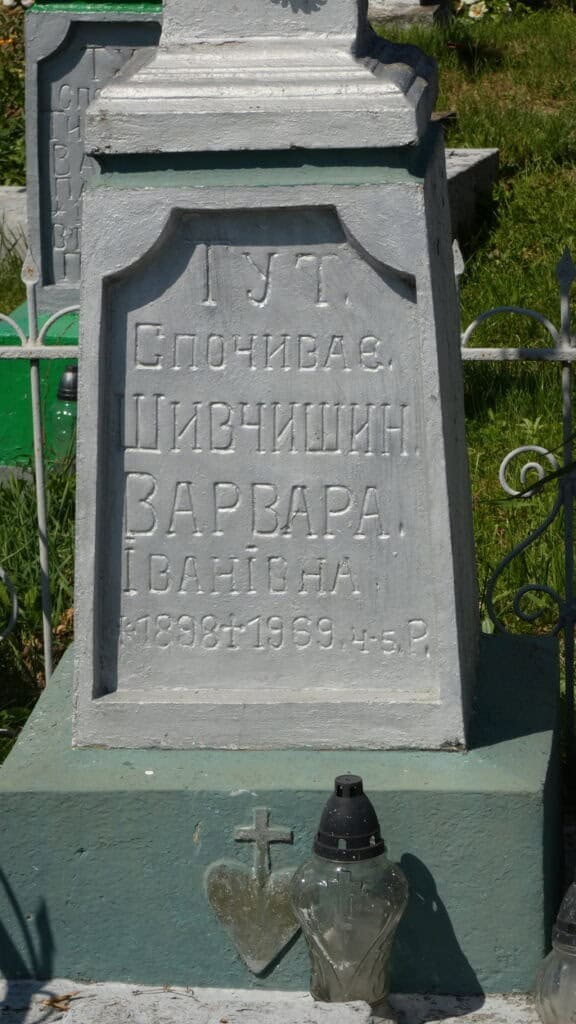 ТУТ.
СПОЧИВАЄ.
ШИВЧИШИН.
ВАРВАРА.
ІВАНІВНА
*1898✝1969. Ч-5. Р.